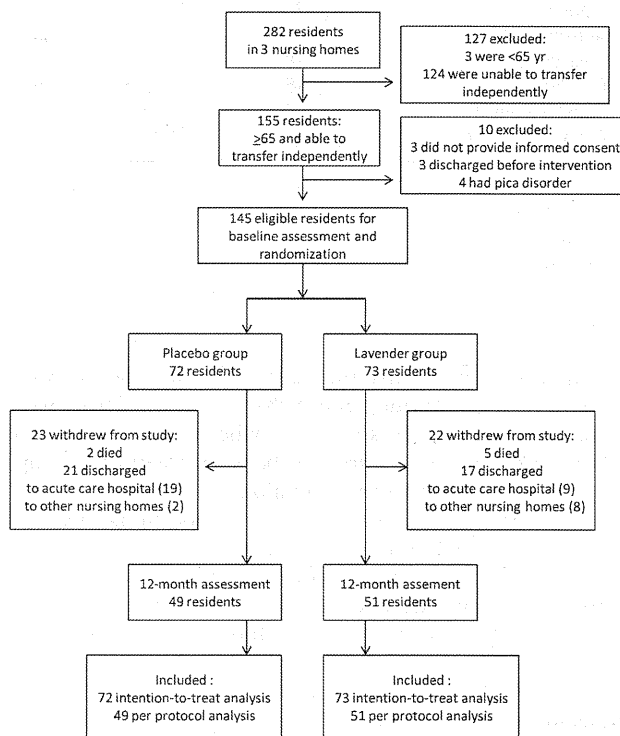 282 residents
in 3 nursing homes
127 excluded:
3 were <65 yr
124 were unable to transfer
independently
155 residents:
≥65 and able to
transfer independently
10 excluded:
3 did not provide informed consent
3 discharged before intervention
4 had pica disorder
145 eligible residents for
baseline assessment and
randomization
Placebo group
72 residents
Lavender group
73 residents
23 withdrew from study:
2 died
21 discharged
to acute care hospital (19)
to other nursing homes (2)
22 withdrew from study:
5 died
17 discharged
to acute care hospital (9)
to other nursing homes (8)
12-month assessment
49 residents
12-month assement
51 residents
Included :
72 intention-to-treat analysis
49 per protocol analysis
Included :
73 intention-to-treat analysis
51 per protocol analysis